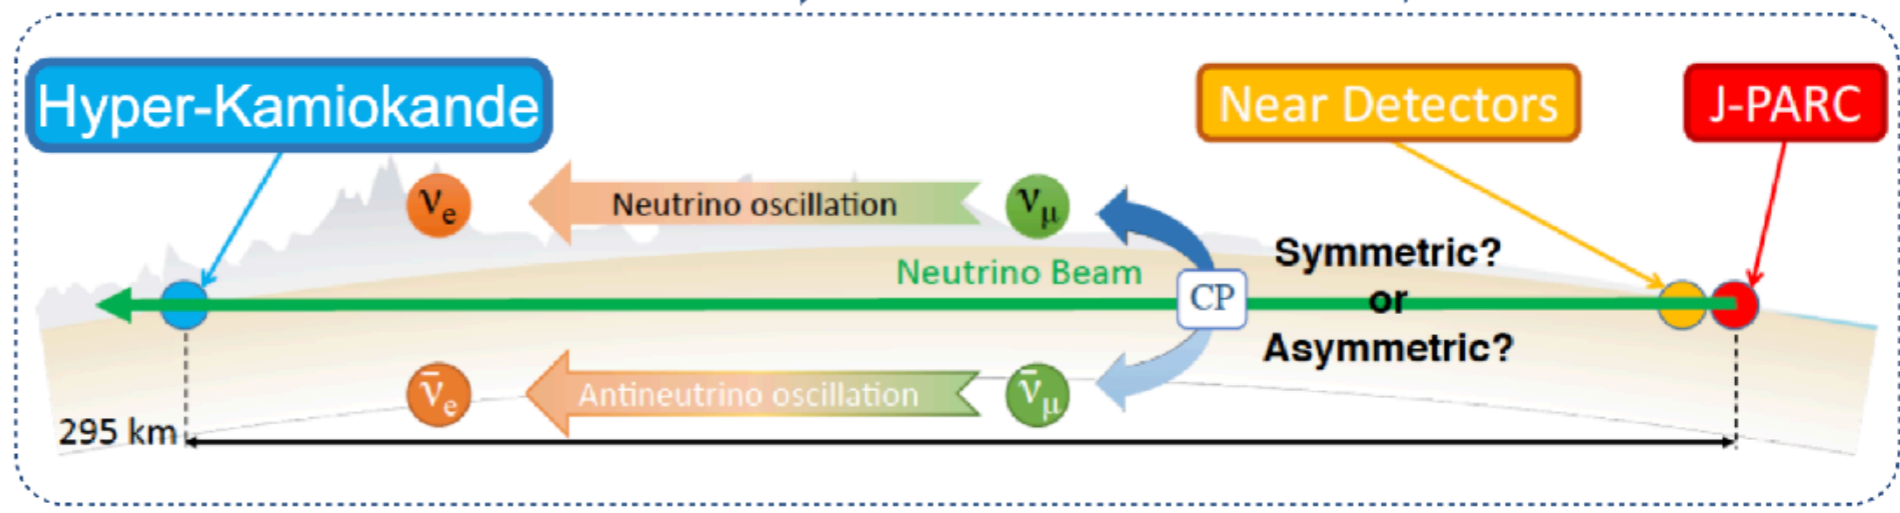 Hyper-Kamiokande
Near Detectors
J-PARC
νe
Neutrino oscillation
νμ
Symmetric?
Neutrino Beam
CP
or
Asymmetric?
ν̄e
Antineutrino oscillation
ν̄μ
295 km